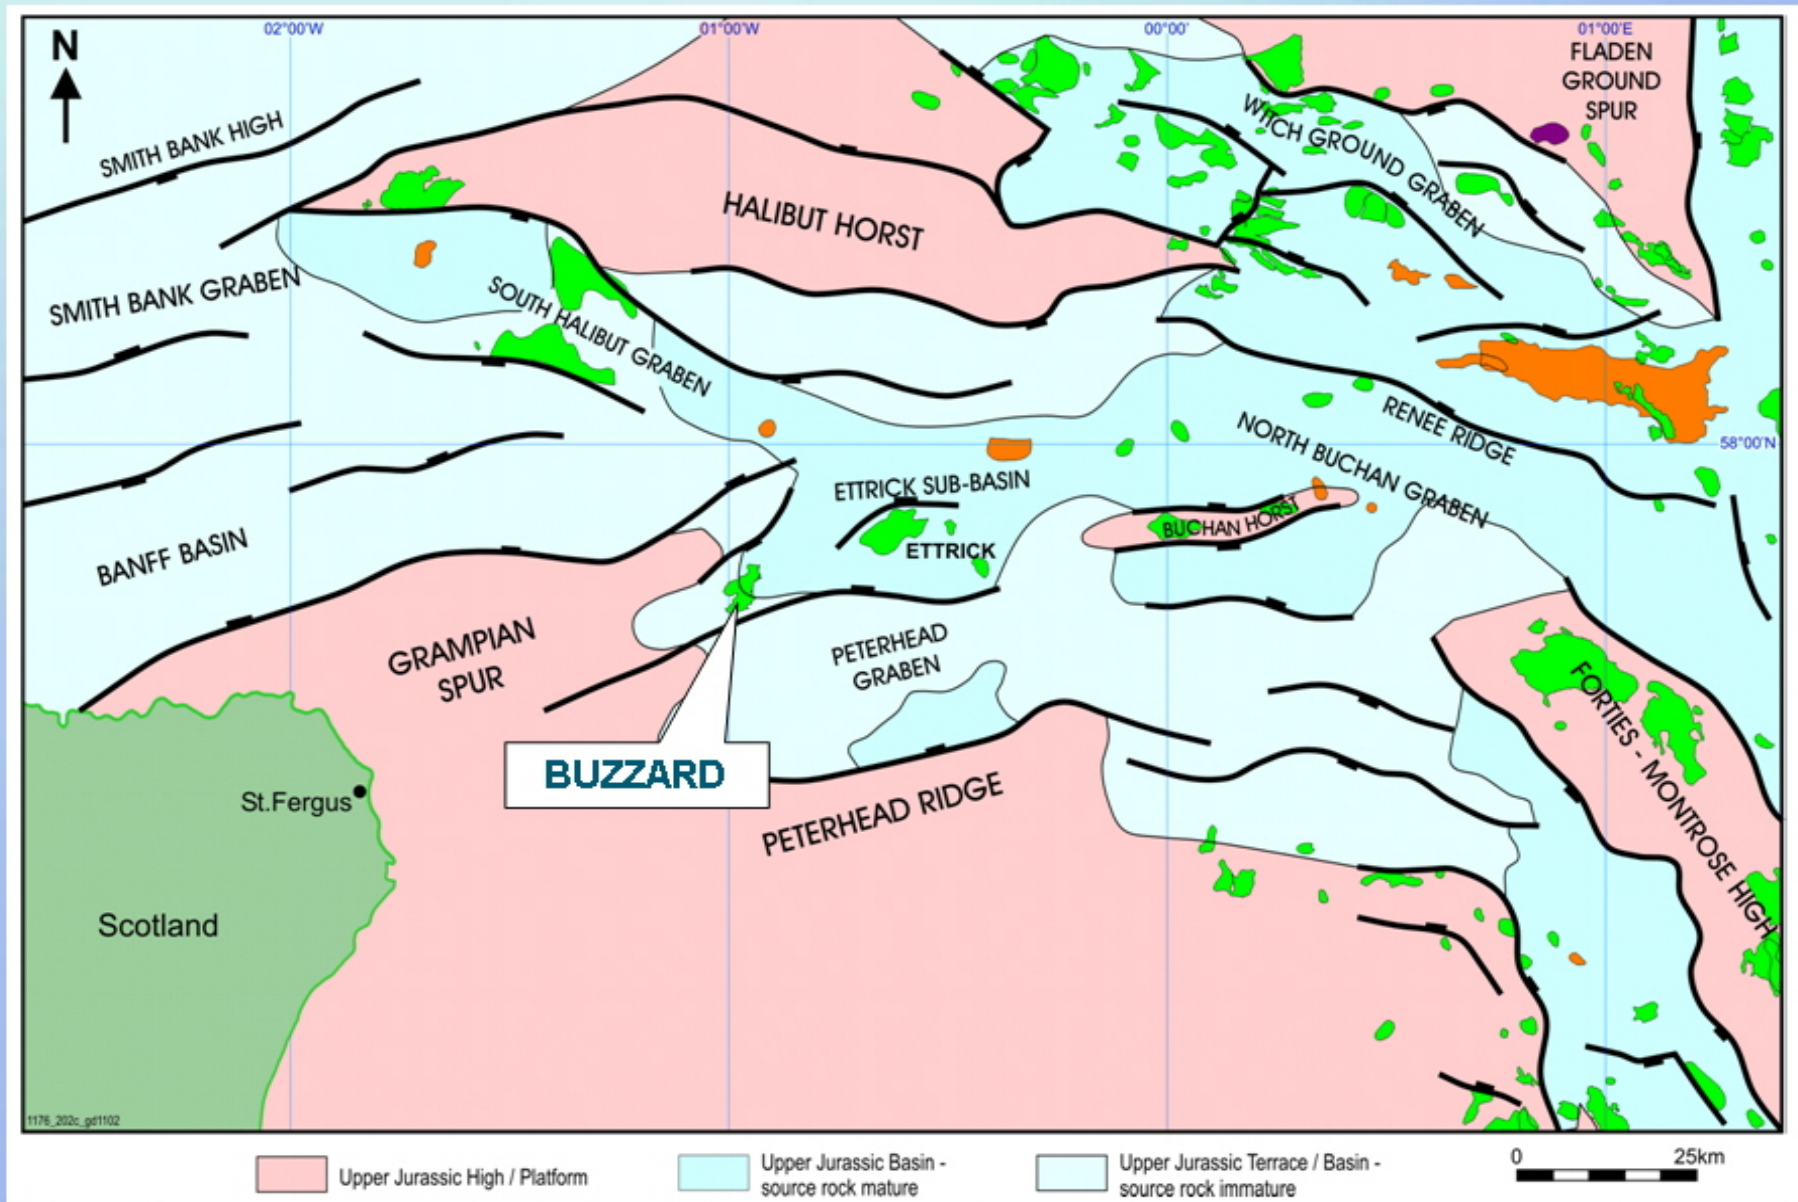 N
02°00'W
01°00'W
00°00'
01°00'E
FLADEN
GROUND
SPUR
SMITH BANK HIGH
WITCH GROUND GRABEN
HALIBUT HORST
SMITH BANK GRABEN
SOUTH HALIBUT GRABEN
RENEE RIDGE
58°00'N
NORTH BUCHAN GRABEN
ETTRICK SUB-BASIN
BUCHAN HORST
ETTRICK
BANFF BASIN
GRAMPIAN
SPUR
PETERHEAD
GRABEN
FORTIES - MONTROSE HIGH
BUZZARD
St.Fergus
PETERHEAD RIDGE
Scotland
1176_202c_gd1102
Upper Jurassic High / Platform
Upper Jurassic Basin -
source rock mature
Upper Jurassic Terrace / Basin -
source rock immature
0 25km